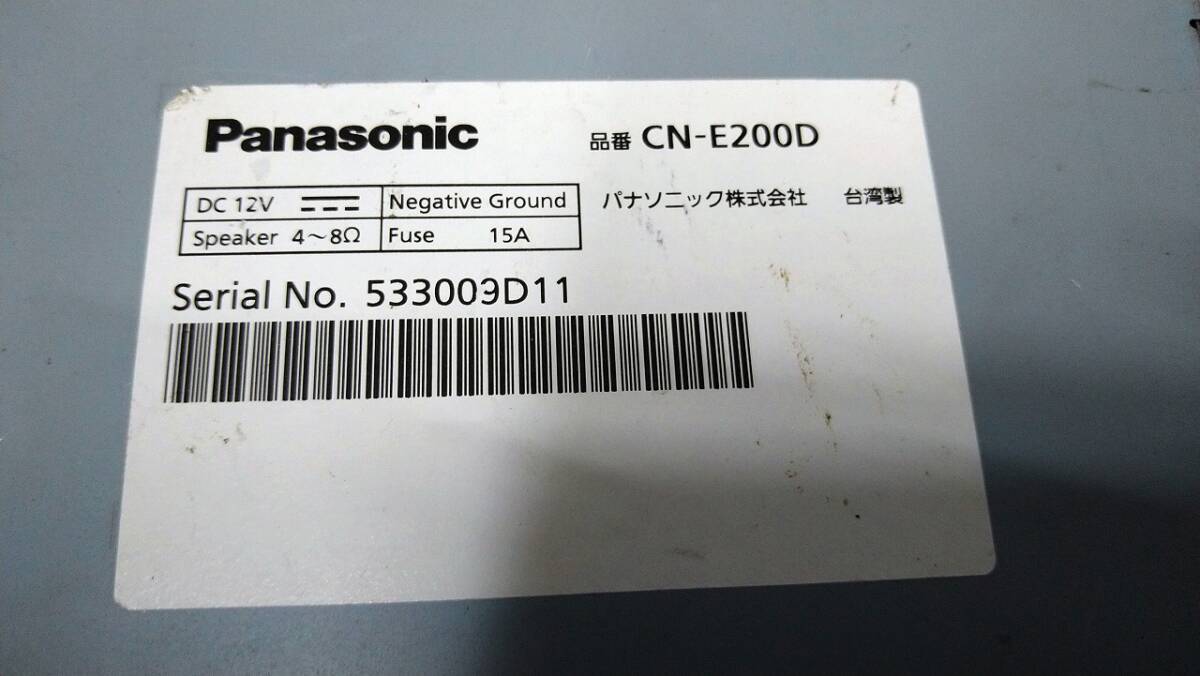 Panasonic
品番 CN-E200D
DC 12V Negative Ground
Speaker 4～8Ω Fuse 15A
パナソニック株式会社 台湾製
Serial No. 533009D11